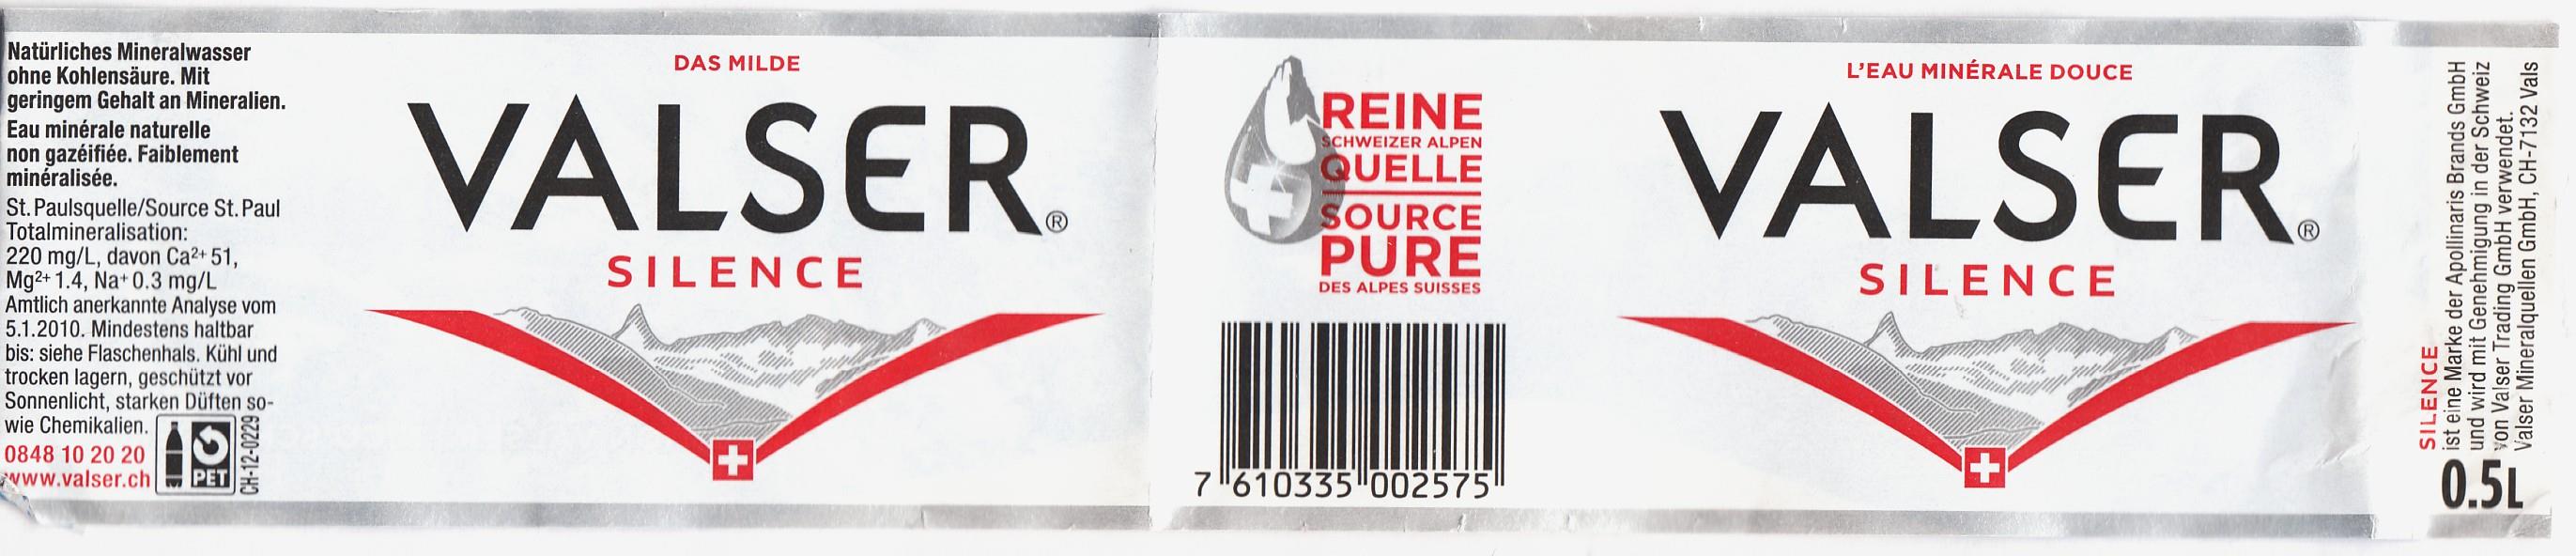 Natürliches Mineralwasser
ohne Kohlensäure. Mit
geringem Gehalt an Mineralien.
Eau minérale naturelle
non gazéifiée. Faiblement
minéralisée.
St. Paulsquelle/Source St. Paul
Totalmineralisation:
220 mg/L, davon Ca²⁺ 51,
Mg²⁺ 1.4, Na⁺ 0.3 mg/L
Amtlich anerkannte Analyse vom
5.1.2010. Mindestens haltbar
bis: siehe Flaschenhals. Kühl und
trocken lagern, geschützt vor
Sonnenlicht, starken Düften so-
wie Chemikalien.
0848 10 20 20
www.valser.ch
PET
CH-12-0229
DAS MILDE
VALSER®
SILENCE
REINE
SCHWEIZER ALPEN
QUELLE
SOURCE
PURE
DES ALPES SUISSES
7 610335 002575
L'EAU MINÉRALE DOUCE
VALSER®
SILENCE
SILENCE
ist eine Marke der Apollinaris Brands GmbH
und wird mit Genehmigung in der Schweiz
von Valser Trading GmbH verwendet.
Valser Mineralquellen GmbH, CH-7132 Vals
0.5L